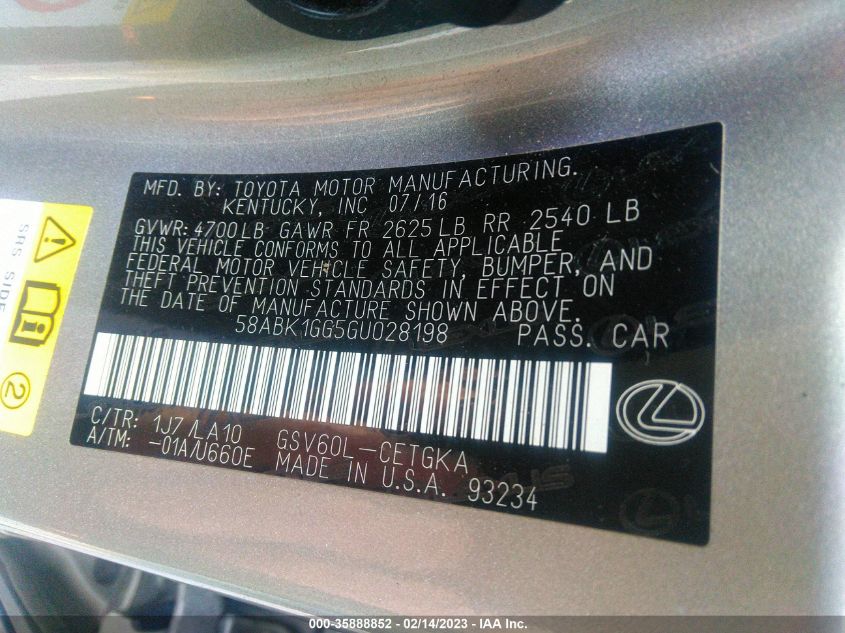 MFD. BY: TOYOTA MOTOR MANUFACTURING.
KENTUCKY, INC 07/16
GVWR: 4700LB GAWR FR 2625LB RR 2540 LB
THIS VEHICLE CONFORMS TO ALL APPLICABLE
FEDERAL MOTOR VEHICLE SAFETY, BUMPER, AND
THEFT PREVENTION STANDARDS IN EFFECT ON
THE DATE OF MANUFACTURE SHOWN ABOVE.
58ABK1GG5GU028198 PASS. CAR
C/TR: 1J7/LA10 GSV60L-CETGKA
A/TM: -01A/U660E MADE IN U.S.A. 93234
SRS SIDE
2
000-35888852 - 02/14/2023 - IAA Inc.